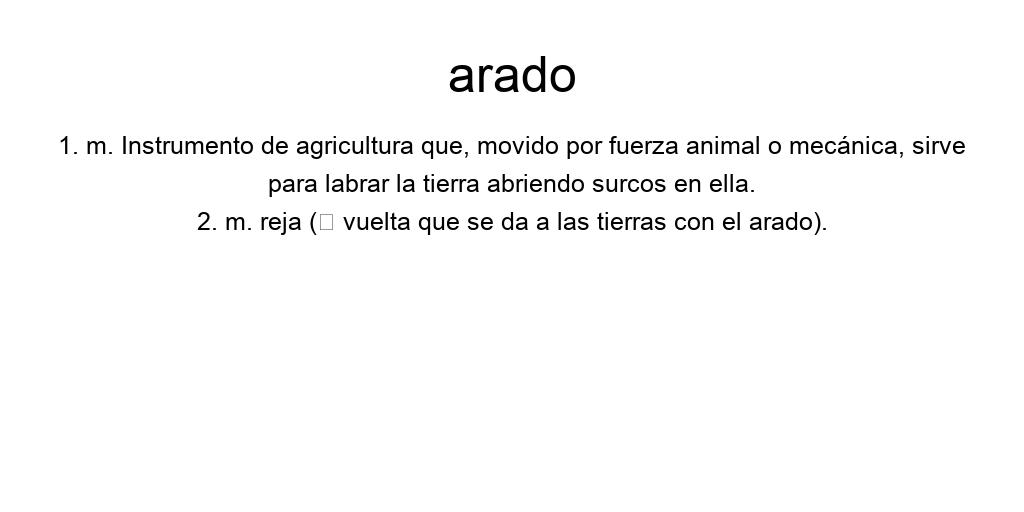 arado
1. m. Instrumento de agricultura que, movido por fuerza animal o mecánica, sirve
para labrar la tierra abriendo surcos en ella.
2. m. reja (□ vuelta que se da a las tierras con el arado).